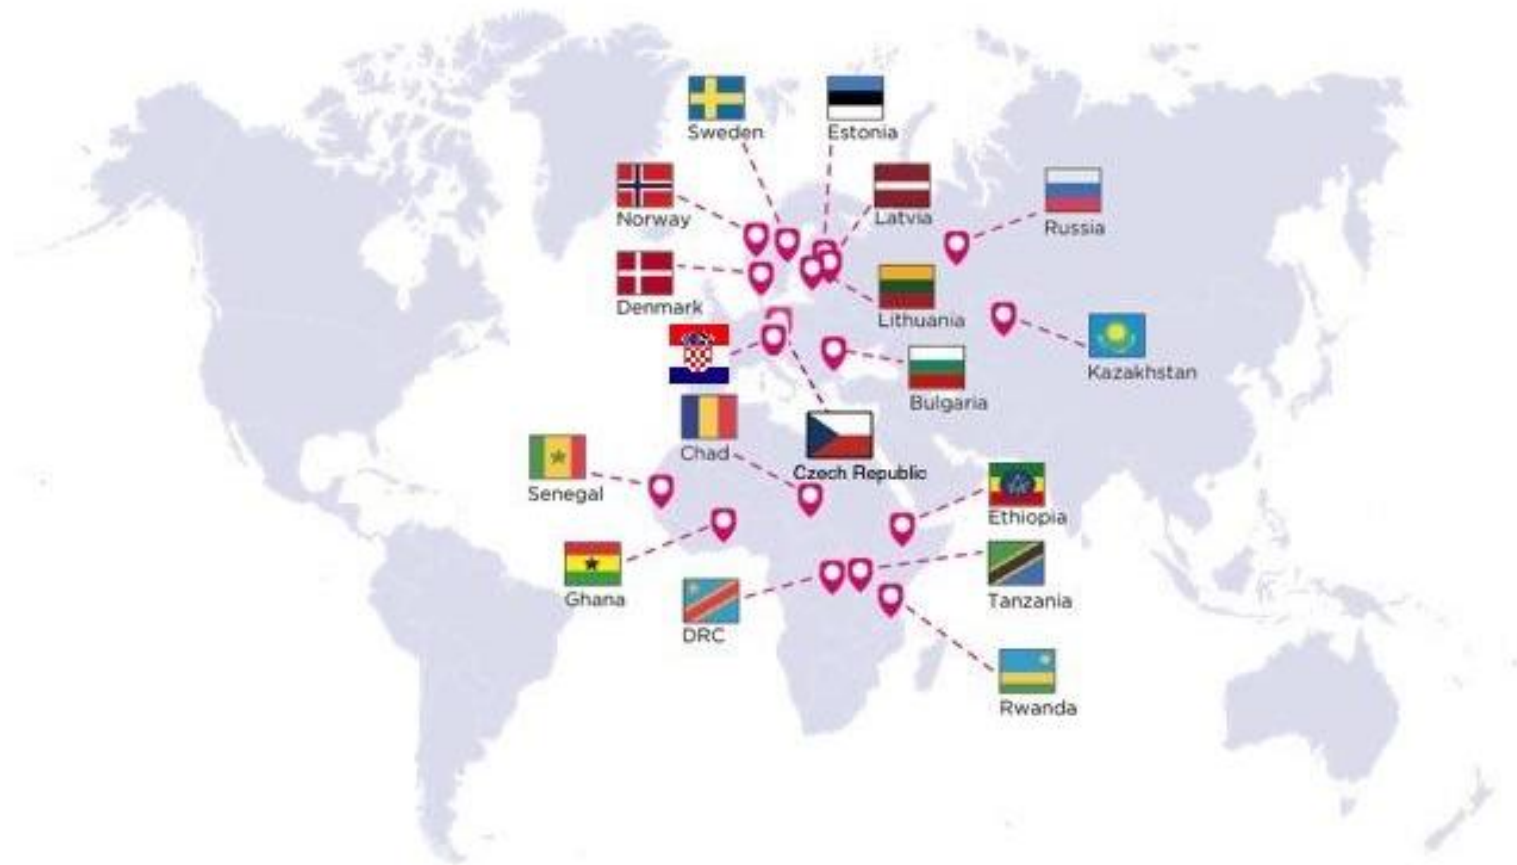 Sweden
Estonia
Norway
Latvia
Russia
Denmark
Lithuania
Kazakhstan
Bulgaria
Chad
Czech Republic
Senegal
Ethiopia
Ghana
Tanzania
DRC
Rwanda